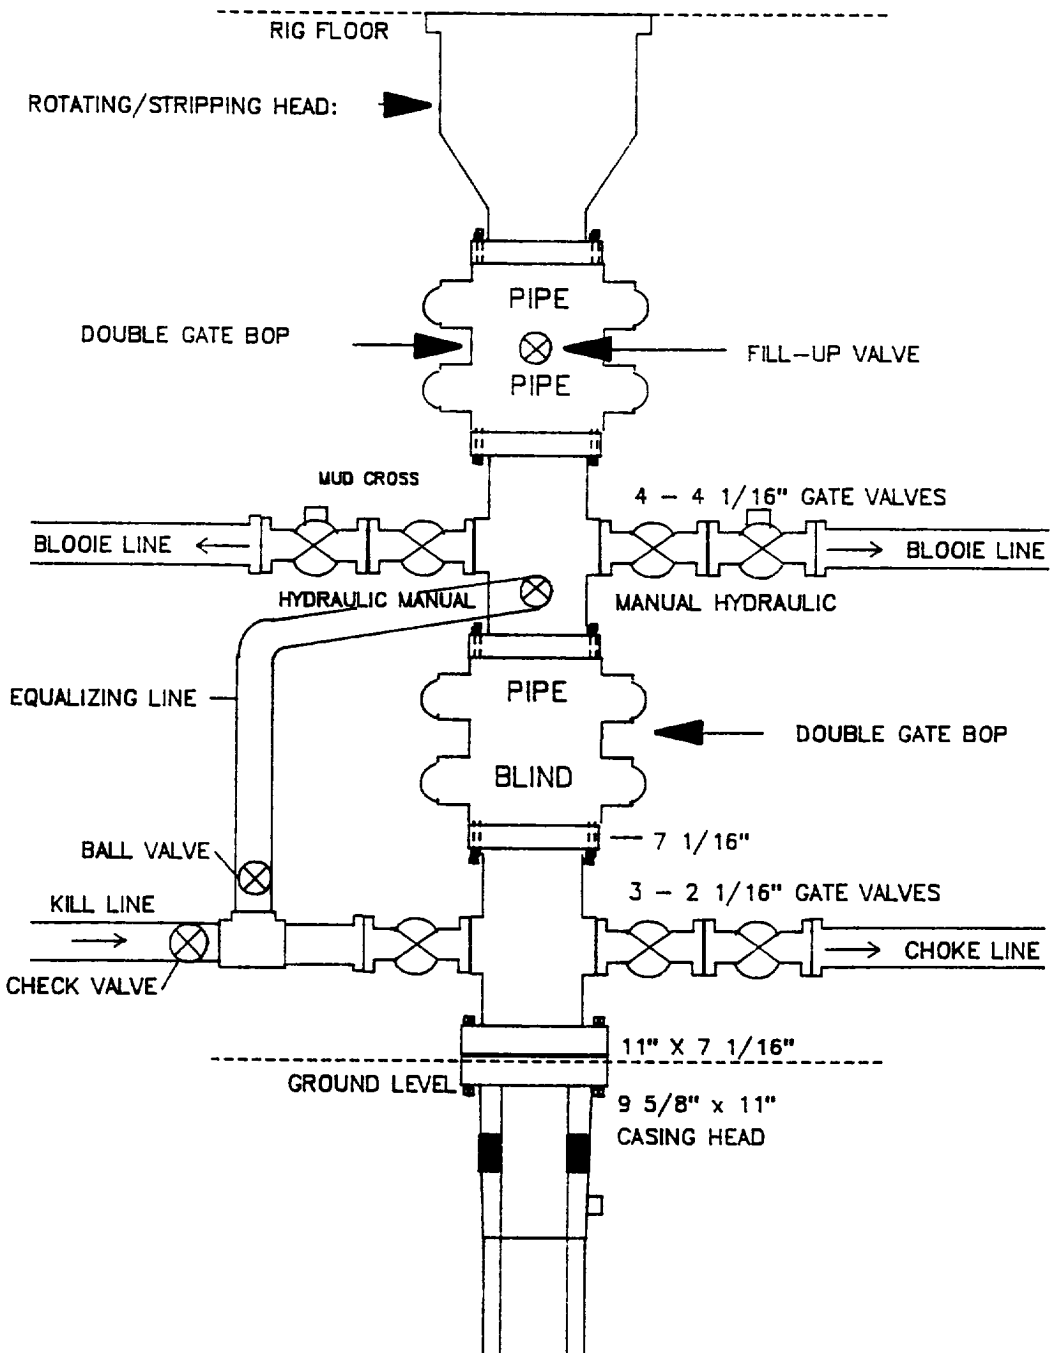 RIG FLOOR
ROTATING/STRIPPING HEAD:
PIPE
DOUBLE GATE BOP
FILL-UP VALVE
PIPE
MUD CROSS
4 - 4 1/16" GATE VALVES
BLOOIE LINE
BLOOIE LINE
HYDRAULIC MANUAL
MANUAL HYDRAULIC
EQUALIZING LINE
PIPE
DOUBLE GATE BOP
BLIND
7 1/16"
BALL VALVE
3 - 2 1/16" GATE VALVES
KILL LINE
CHOKE LINE
CHECK VALVE
11" X 7 1/16"
GROUND LEVEL
9 5/8" x 11"
CASING HEAD